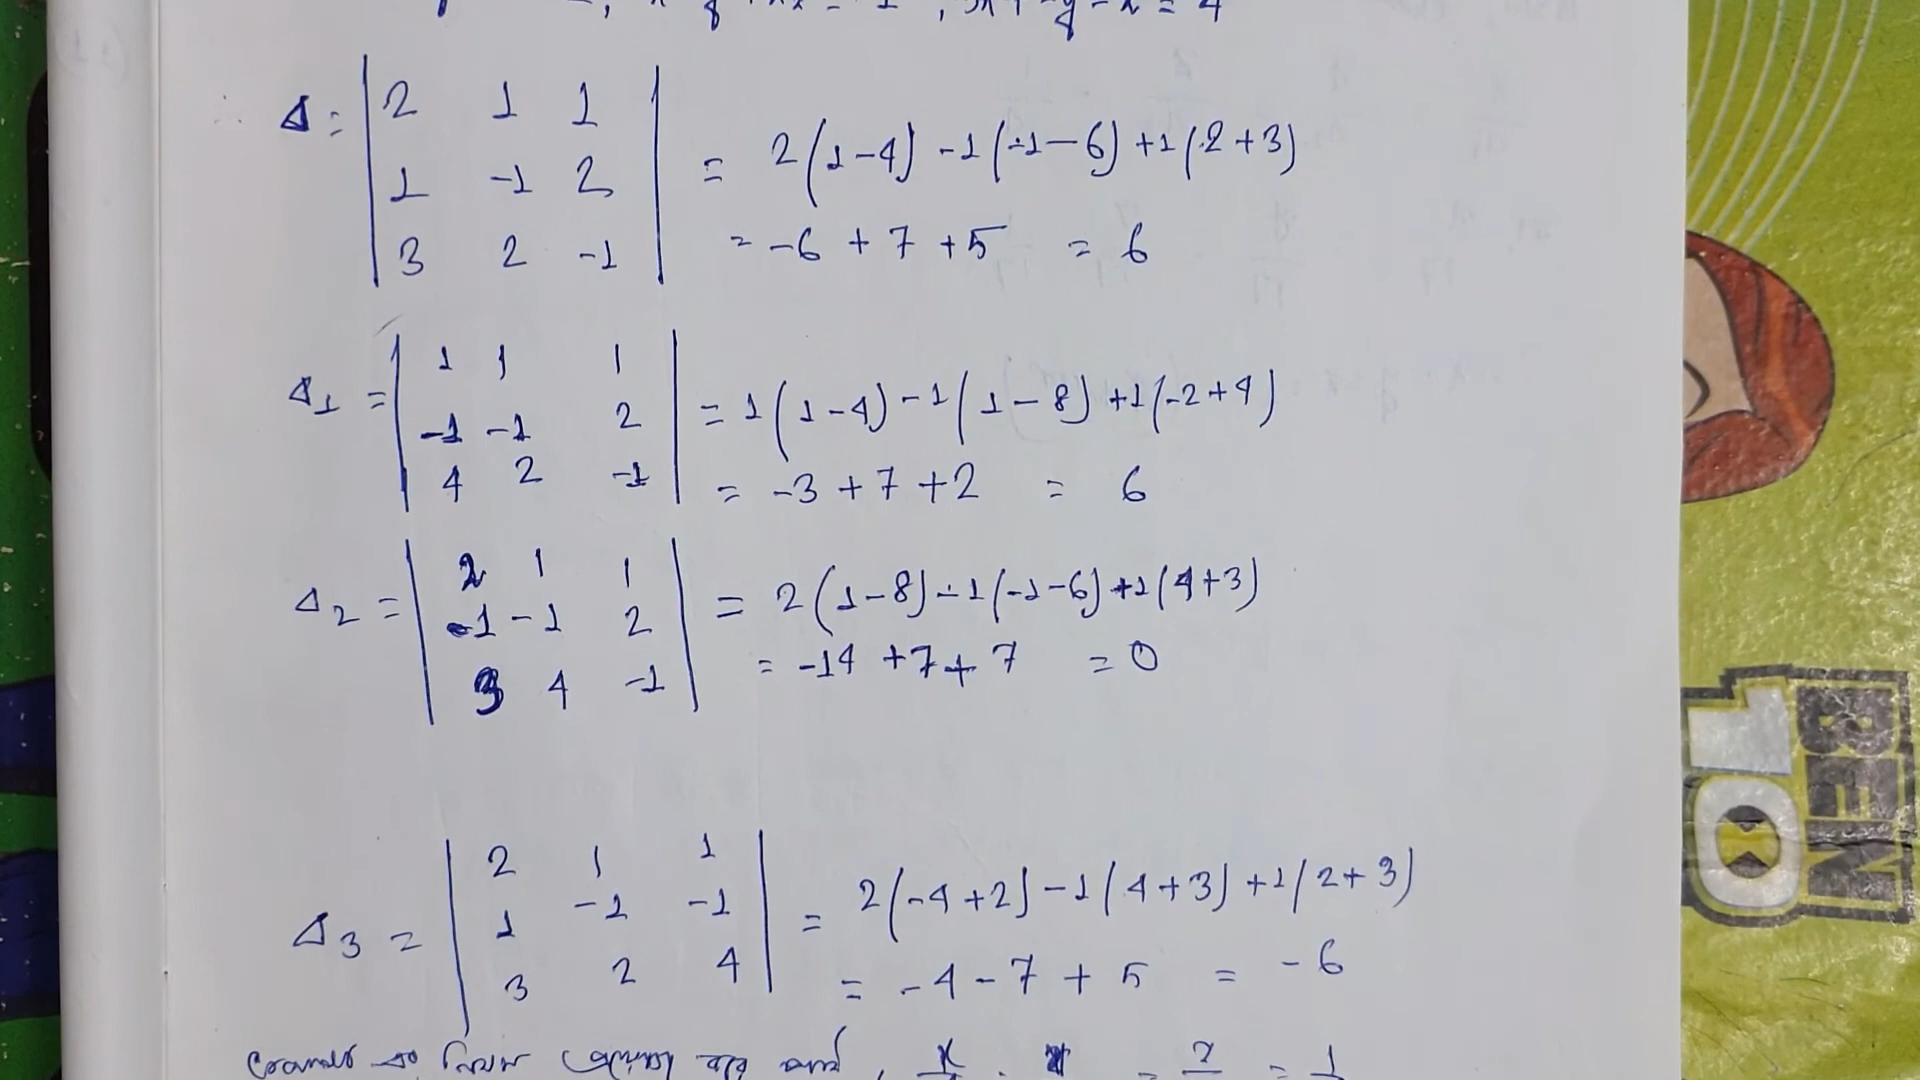 = 4
Δ = | 2 1 1 |
| 1 -1 2 | = 2(1-4) -1(-1-6) +1(2+3)
| 3 2 -1 | = -6 + 7 + 5 = 6
Δ1 = | 1 1 1 |
| -1 -1 2 | = 1(1-4) -1(1-8) +1(-2+4)
| 4 2 -1 | = -3 + 7 + 2 = 6
Δ2 = | 2 1 1 |
| -1 -1 2 | = 2(1-8) -1(-1-6) +1(4+3)
| 3 4 -1 | = -14 + 7 + 7 = 0
Δ3 = | 2 1 1 |
| 1 -1 -1 | = 2(-4+2) -1(4+3) +1(2+3)
| 3 2 4 | = -4 - 7 + 5 = -6
BEN
10